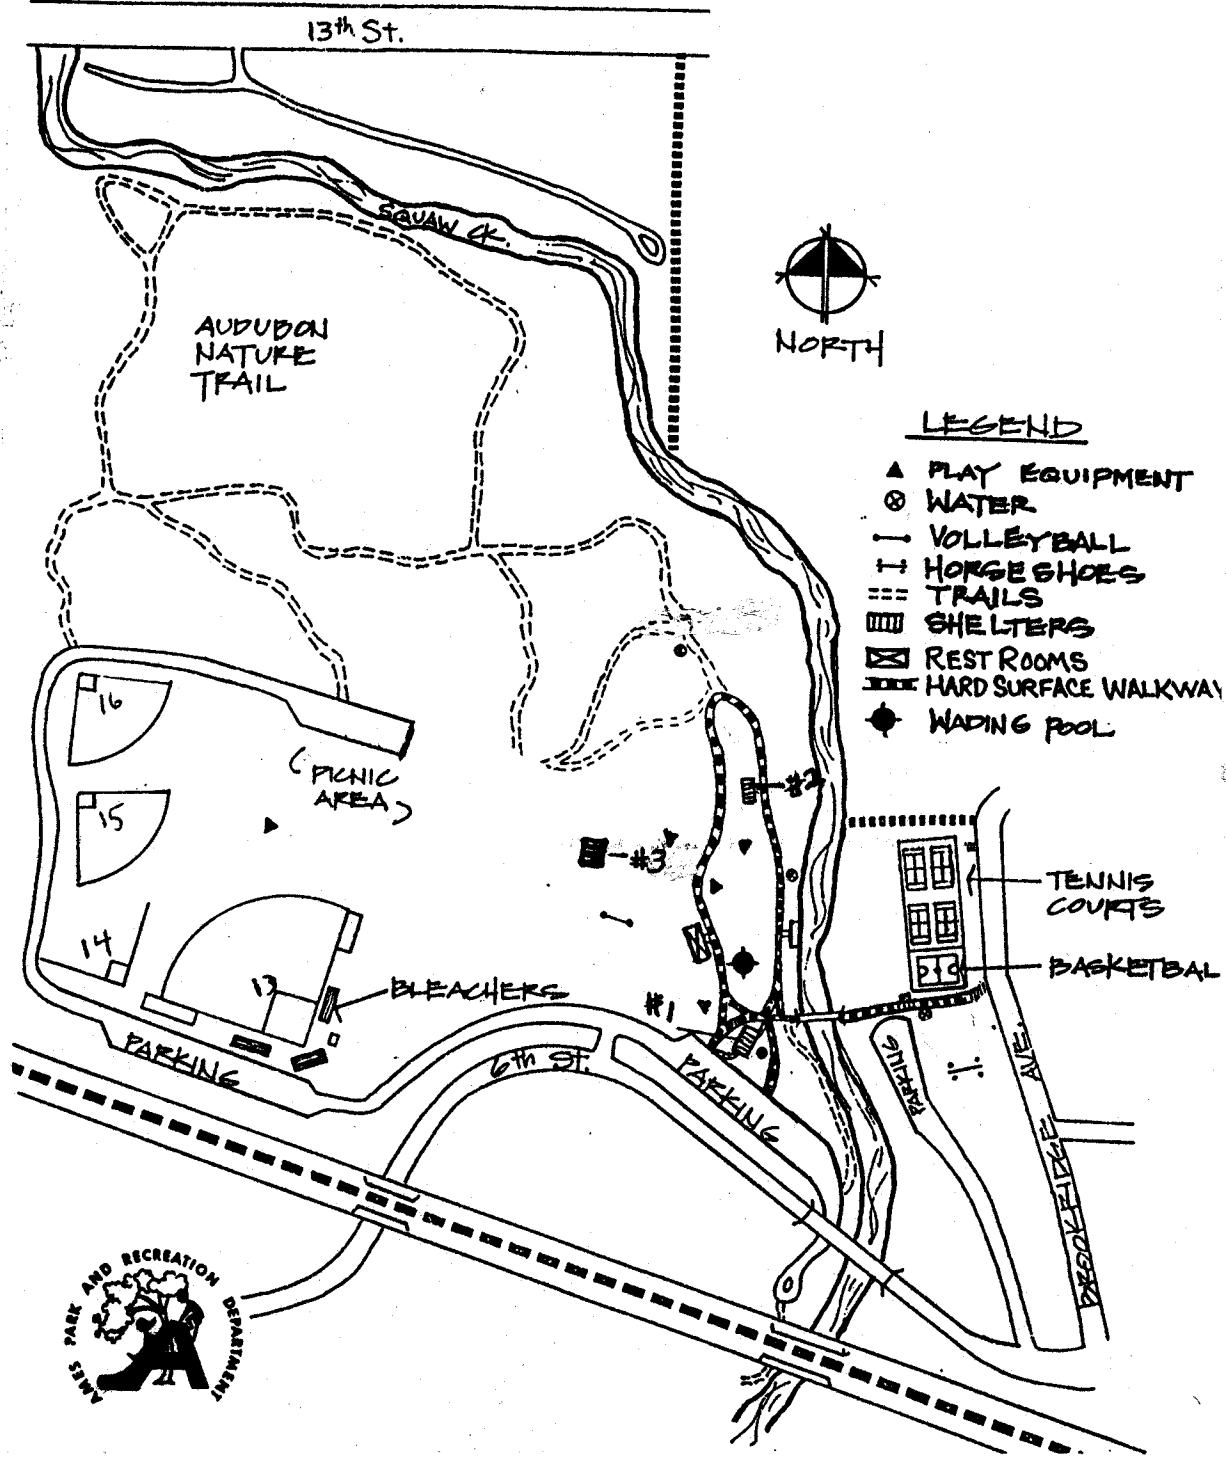 13th St.
SQUAW CK.
AUDUBON
NATURE
TRAIL
NORTH
LEGEND
PLAY EQUIPMENT
WATER
VOLLEYBALL
HORSESHOES
TRAILS
SHELTERS
REST ROOMS
HARD SURFACE WALKWAY
WADING POOL
16
PICNIC
AREA
15
#2
#3
TENNIS
COURTS
14
13
BLEACHERS
BASKETBAL
#1
PARKING
6th St.
PARKING
PARKING
BROOKRIDGE AVE.
AMES PARK AND RECREATION DEPARTMENT
A